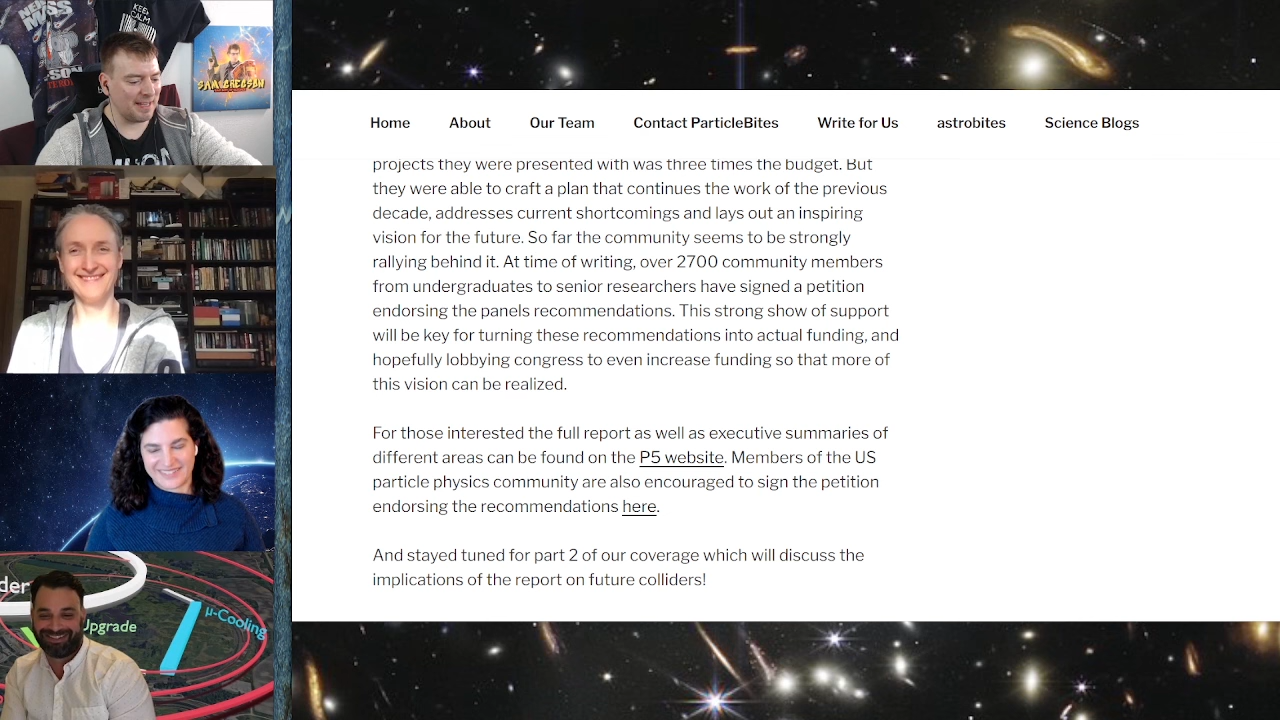 KEEP
CALM
SAM GREGSON
Home
About
Our Team
Contact ParticleBites
Write for Us
astrobites
Science Blogs
projects they were presented with was three times the budget. But
they were able to craft a plan that continues the work of the previous
decade, addresses current shortcomings and lays out an inspiring
vision for the future. So far the community seems to be strongly
rallying behind it. At time of writing, over 2700 community members
from undergraduates to senior researchers have signed a petition
endorsing the panels recommendations. This strong show of support
will be key for turning these recommendations into actual funding, and
hopefully lobbying congress to even increase funding so that more of
this vision can be realized.
For those interested the full report as well as executive summaries of
different areas can be found on the P5 website. Members of the US
particle physics community are also encouraged to sign the petition
endorsing the recommendations here.
And stayed tuned for part 2 of our coverage which will discuss the
implications of the report on future colliders!
der
Upgrade
μ-Cooling